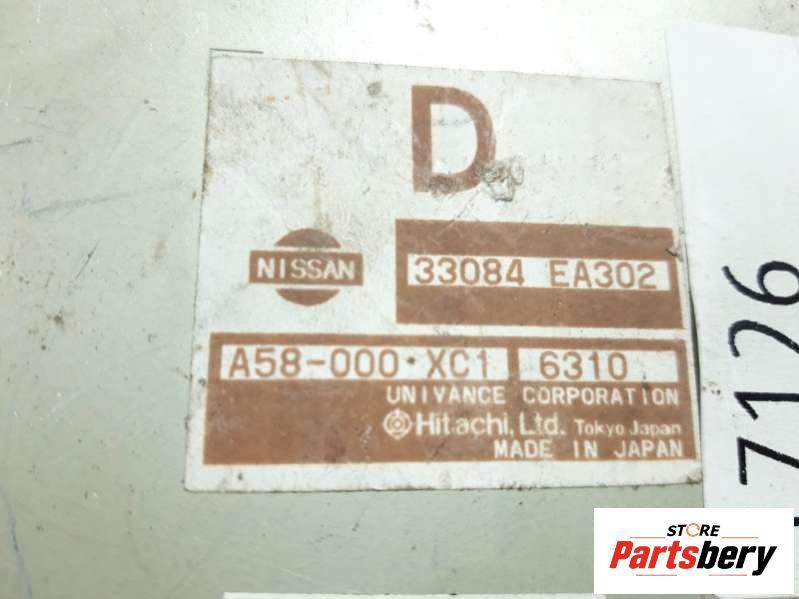 D
NISSAN
33084 EA302
A58-000 XC1 6310
UNIVANCE CORPORATION
Hitachi, Ltd. Tokyo Japan
MADE IN JAPAN
7126
STORE
Partsbery